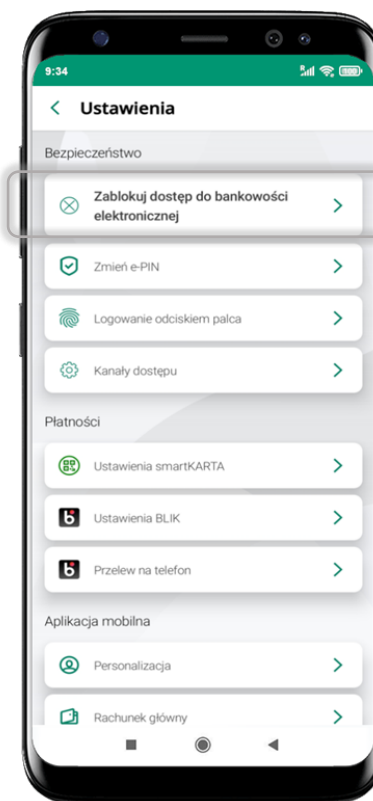 9:34
Ustawienia
Bezpieczeństwo
Zablokuj dostęp do bankowości
elektronicznej
Zmień e-PIN
Logowanie odciskiem palca
Kanały dostępu
Płatności
Ustawienia smartKARTA
Ustawienia BLIK
Przelew na telefon
Aplikacja mobilna
Personalizacja
Rachunek główny